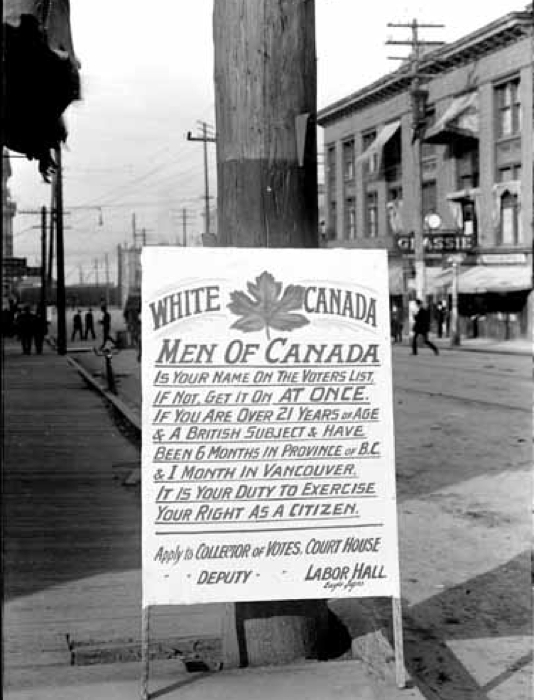 GRASSIE
WHITE CANADA
MEN OF CANADA
IS YOUR NAME ON THE VOTERS LIST,
IF NOT, GET IT ON AT ONCE.
IF YOU ARE OVER 21 YEARS OF AGE
& A BRITISH SUBJECT & HAVE
BEEN 6 MONTHS IN PROVINCE OF B.C.
& 1 MONTH IN VANCOUVER.
IT IS YOUR DUTY TO EXERCISE
YOUR RIGHT AS A CITIZEN.
Apply to COLLECTOR OF VOTES, COURT HOUSE
" " DEPUTY " LABOR HALL